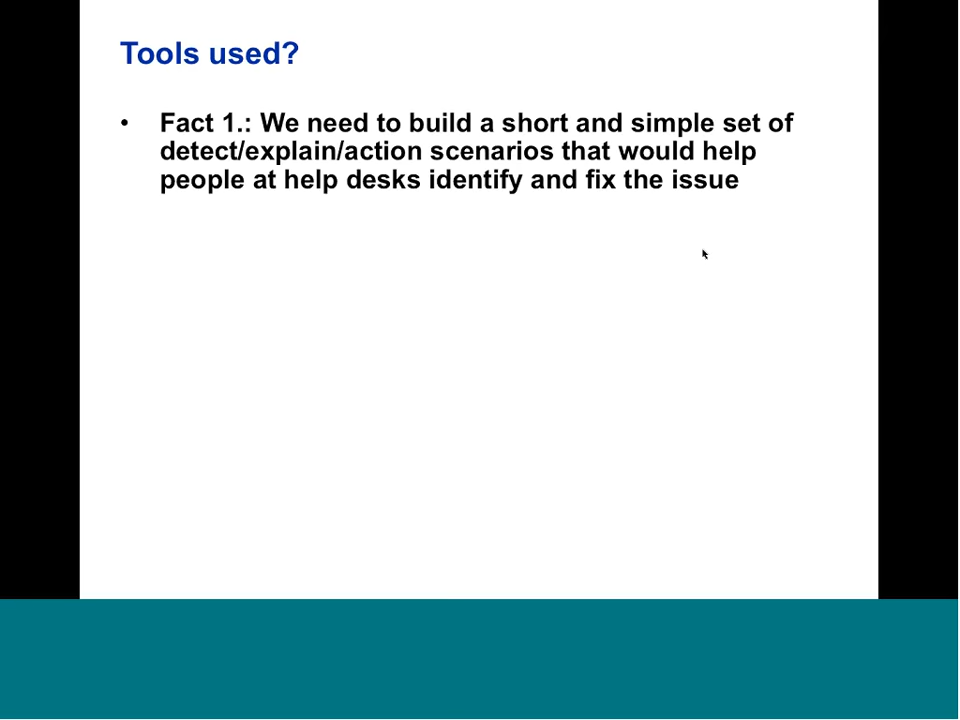 Tools used?
• Fact 1.: We need to build a short and simple set of
detect/explain/action scenarios that would help
people at help desks identify and fix the issue